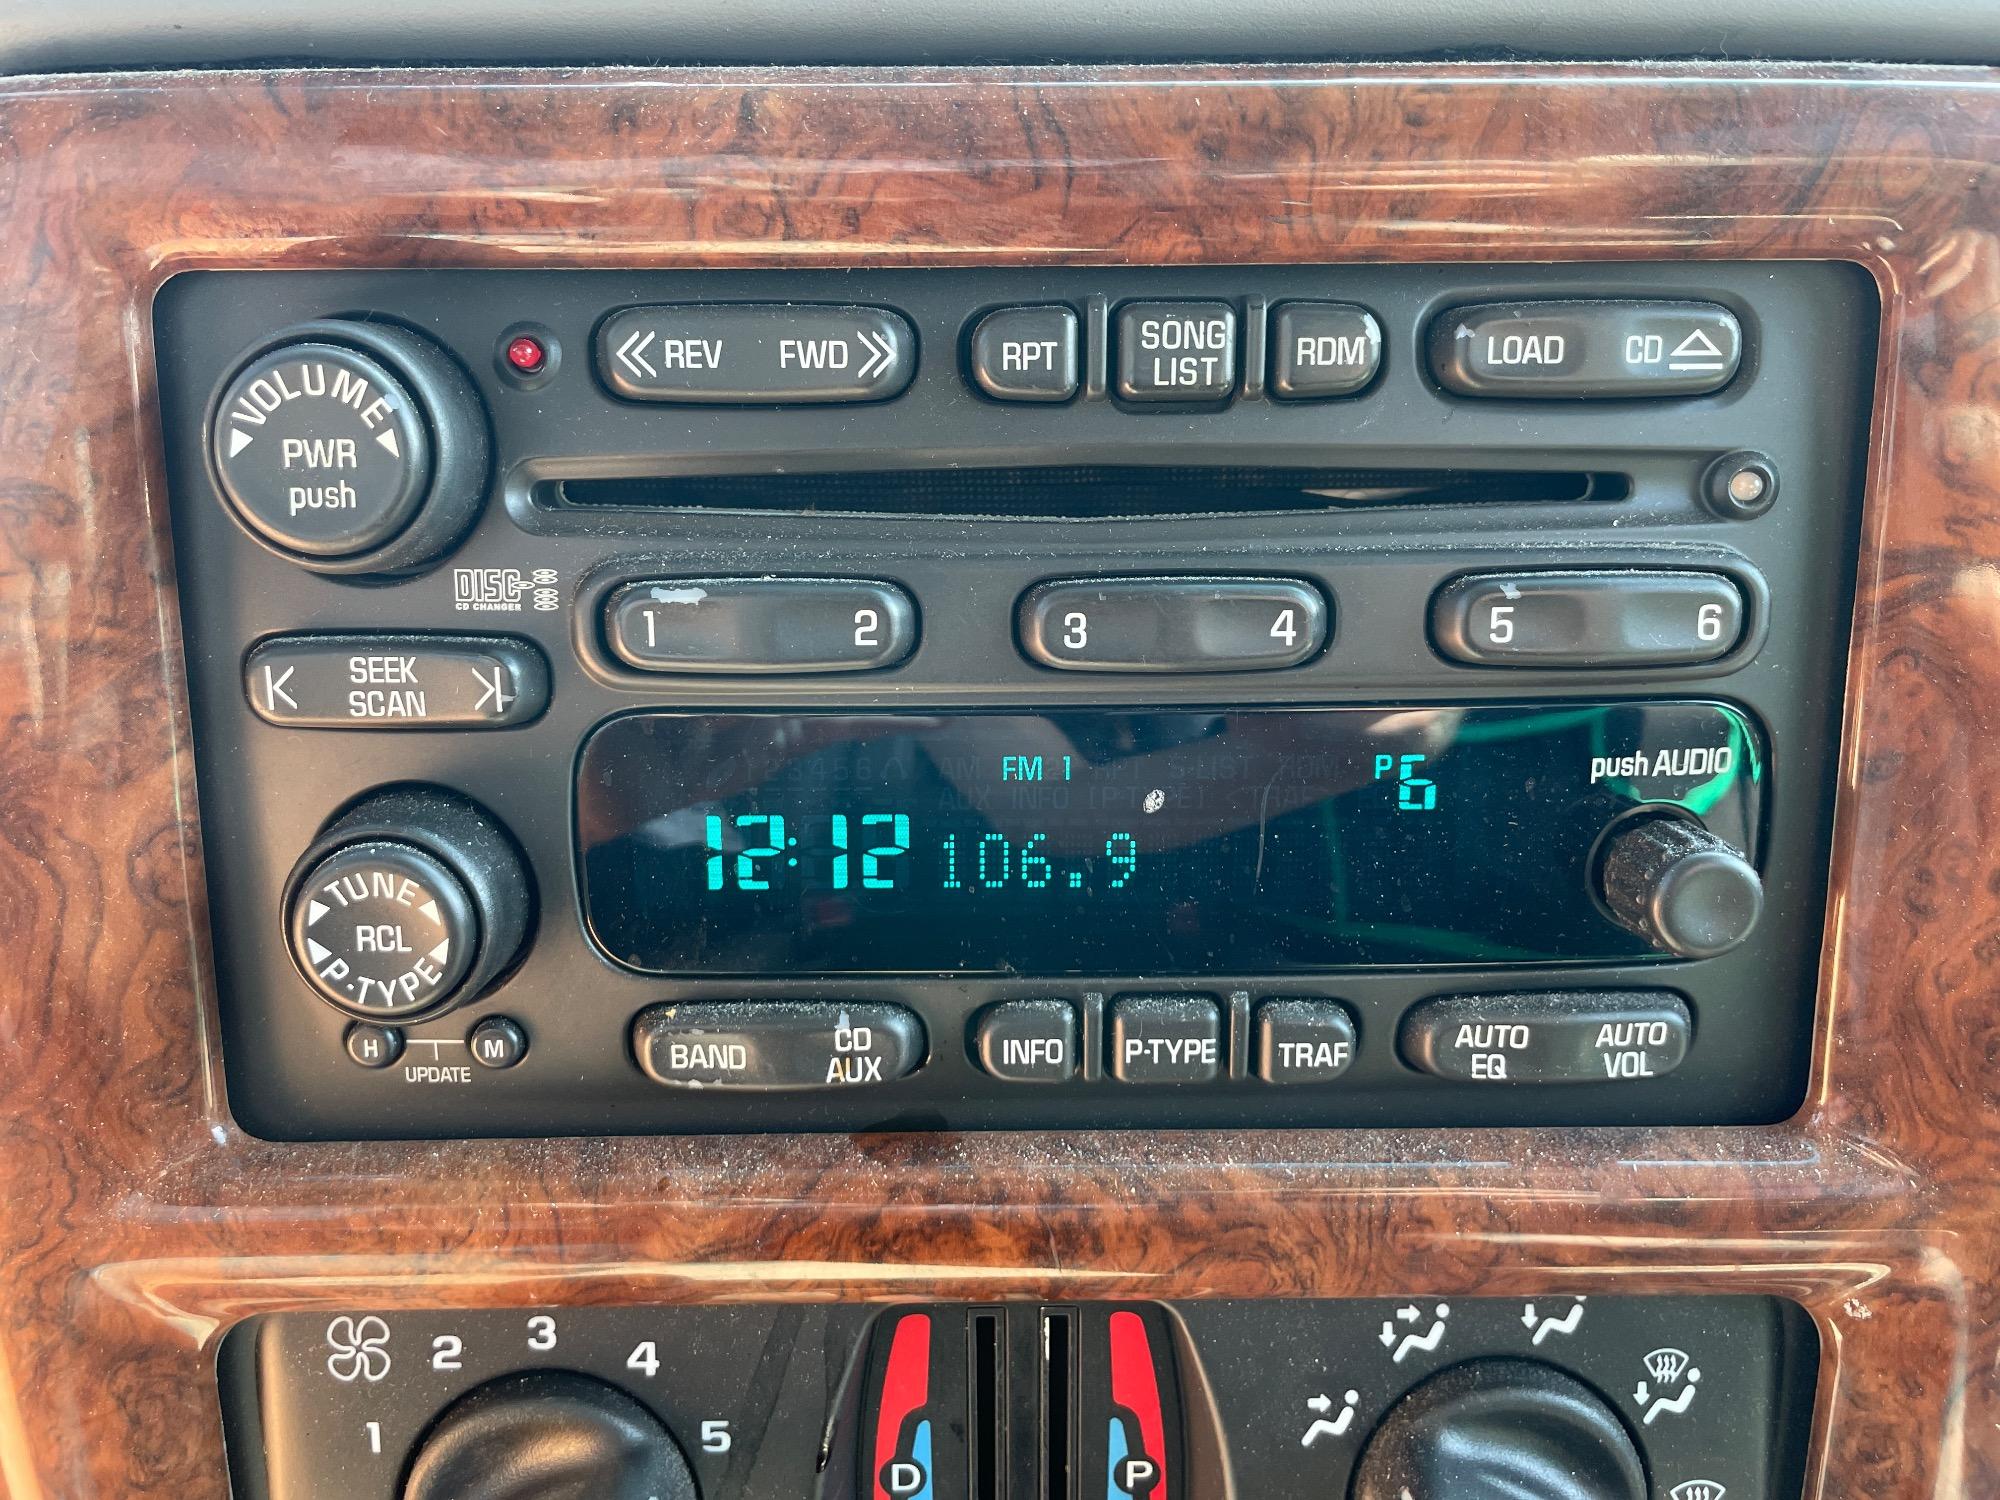 REV FWD
RPT
SONG
LIST
RDM
LOAD CD
VOLUME
PWR
push
DISC
CD CHANGER
1 2 3 4 5 6
SEEK
SCAN
FM 1
P 6
push AUDIO
12:12 106.9
TUNE
RCL
P-TYPE
H M
UPDATE
BAND
CD
AUX
INFO
P-TYPE
TRAF
AUTO
EQ
AUTO
VOL
1 2 3 4 5
D P